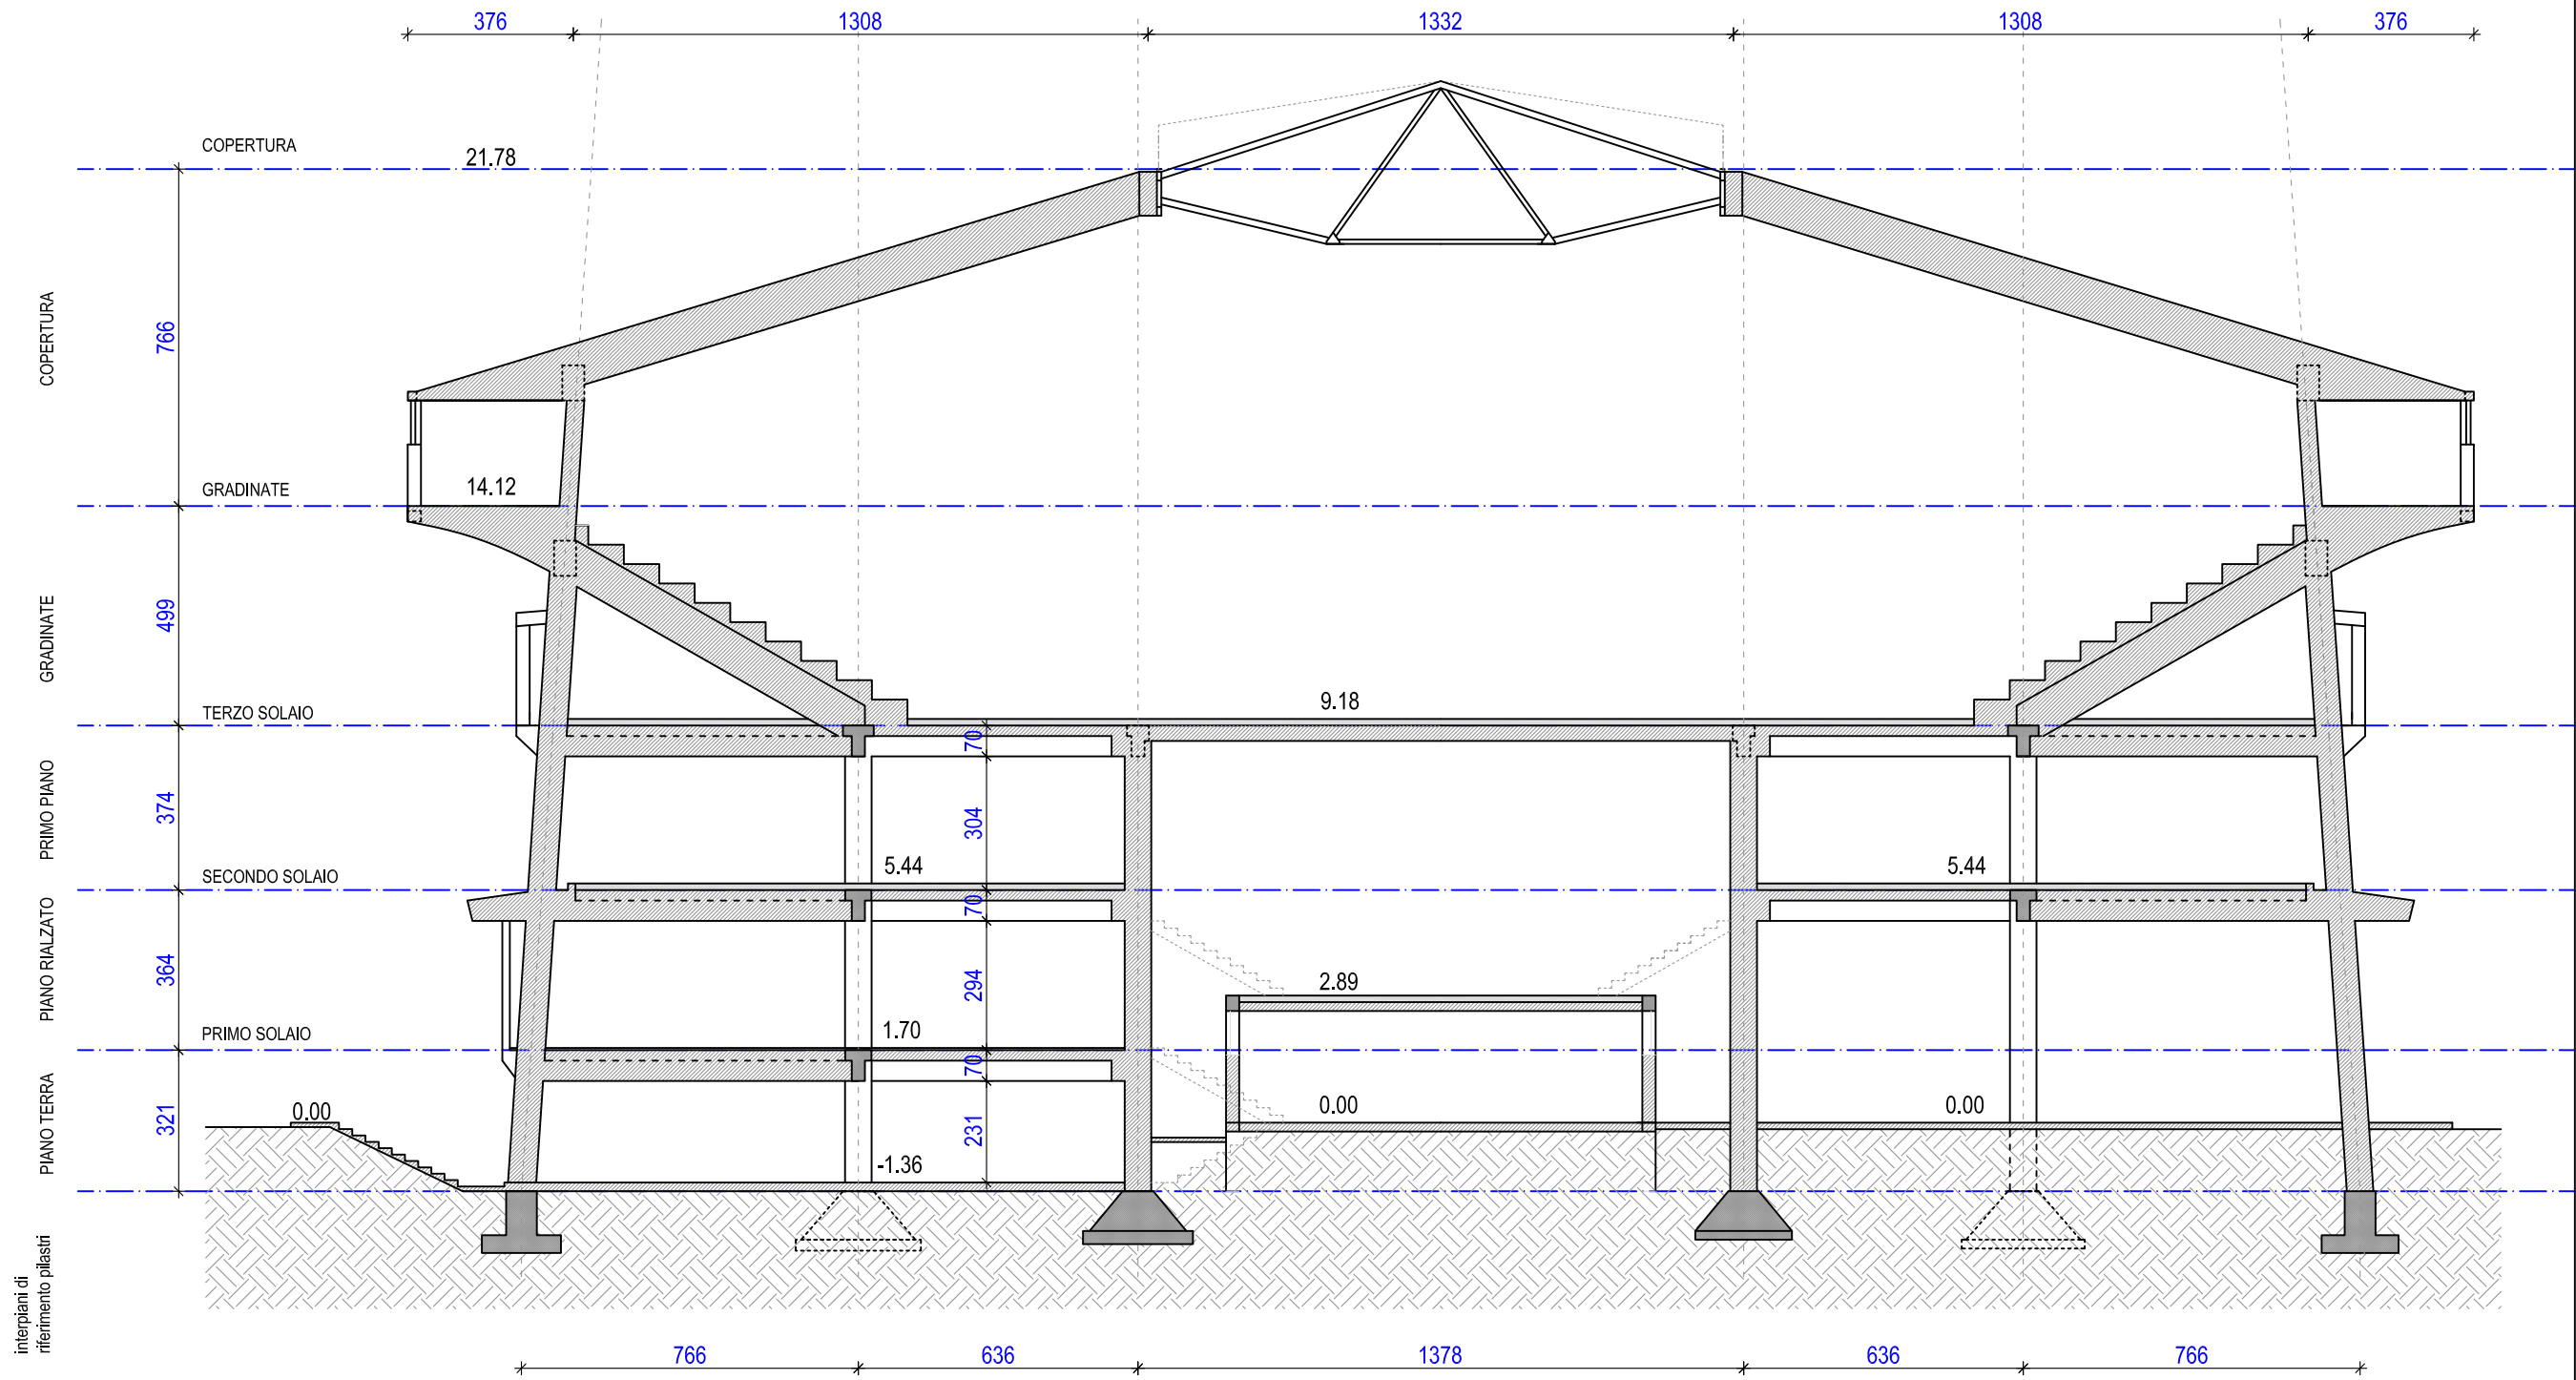 376 1308 1332 1308 376
COPERTURA
21.78
COPERTURA
766
GRADINATE
14.12
GRADINATE
499
TERZO SOLAIO
9.18
70
PRIMO PIANO
374
304
SECONDO SOLAIO
5.44
5.44
70
PIANO RIALZATO
364
294
2.89
PRIMO SOLAIO
1.70
70
PIANO TERRA
321
0.00
231
0.00
0.00
-1.36
interpiani di
riferimento pilastri
766 636 1378 636 766